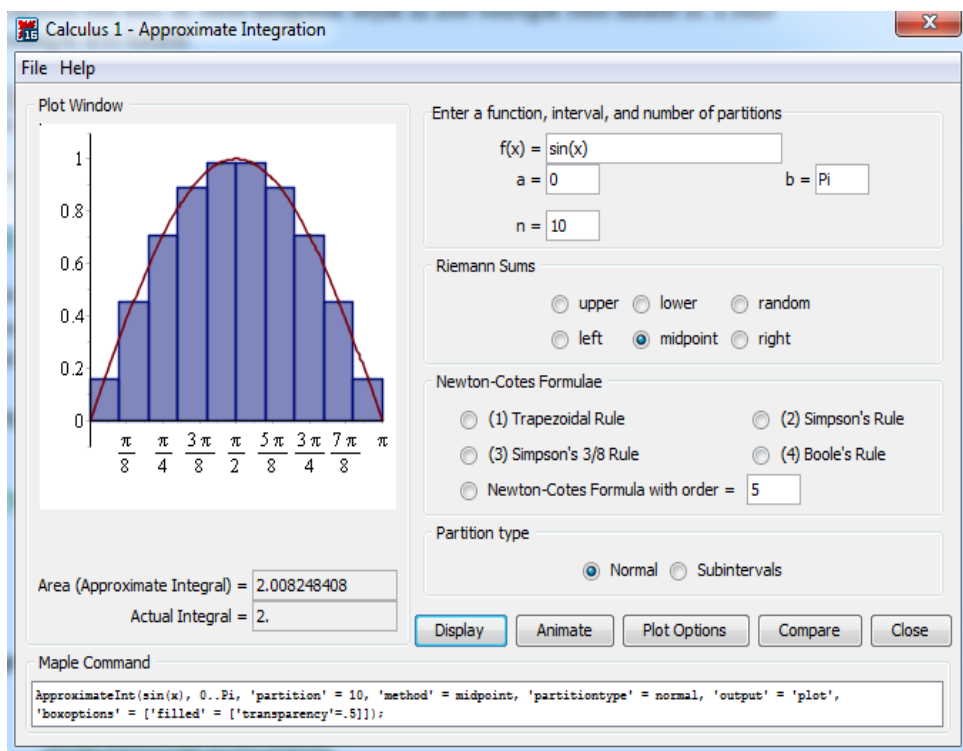 Calculus 1 - Approximate Integration
File Help
Plot Window
1
0.8
0.6
0.4
0.2
0
π/8 π/4 3π/8 π/2 5π/8 3π/4 7π/8 π
Area (Approximate Integral) = 2.008248408
Actual Integral = 2.
Enter a function, interval, and number of partitions
f(x) = sin(x)
a = 0 b = Pi
n = 10
Riemann Sums
upper lower random
left midpoint right
Newton-Cotes Formulae
(1) Trapezoidal Rule (2) Simpson's Rule
(3) Simpson's 3/8 Rule (4) Boole's Rule
Newton-Cotes Formula with order = 5
Partition type
Normal Subintervals
Display Animate Plot Options Compare Close
Maple Command
ApproximateInt(sin(x), 0..Pi, 'partition' = 10, 'method' = midpoint, 'partitiontype' = normal, 'output' = 'plot',
'boxoptions' = ['filled' = ['transparency'=.5]]);